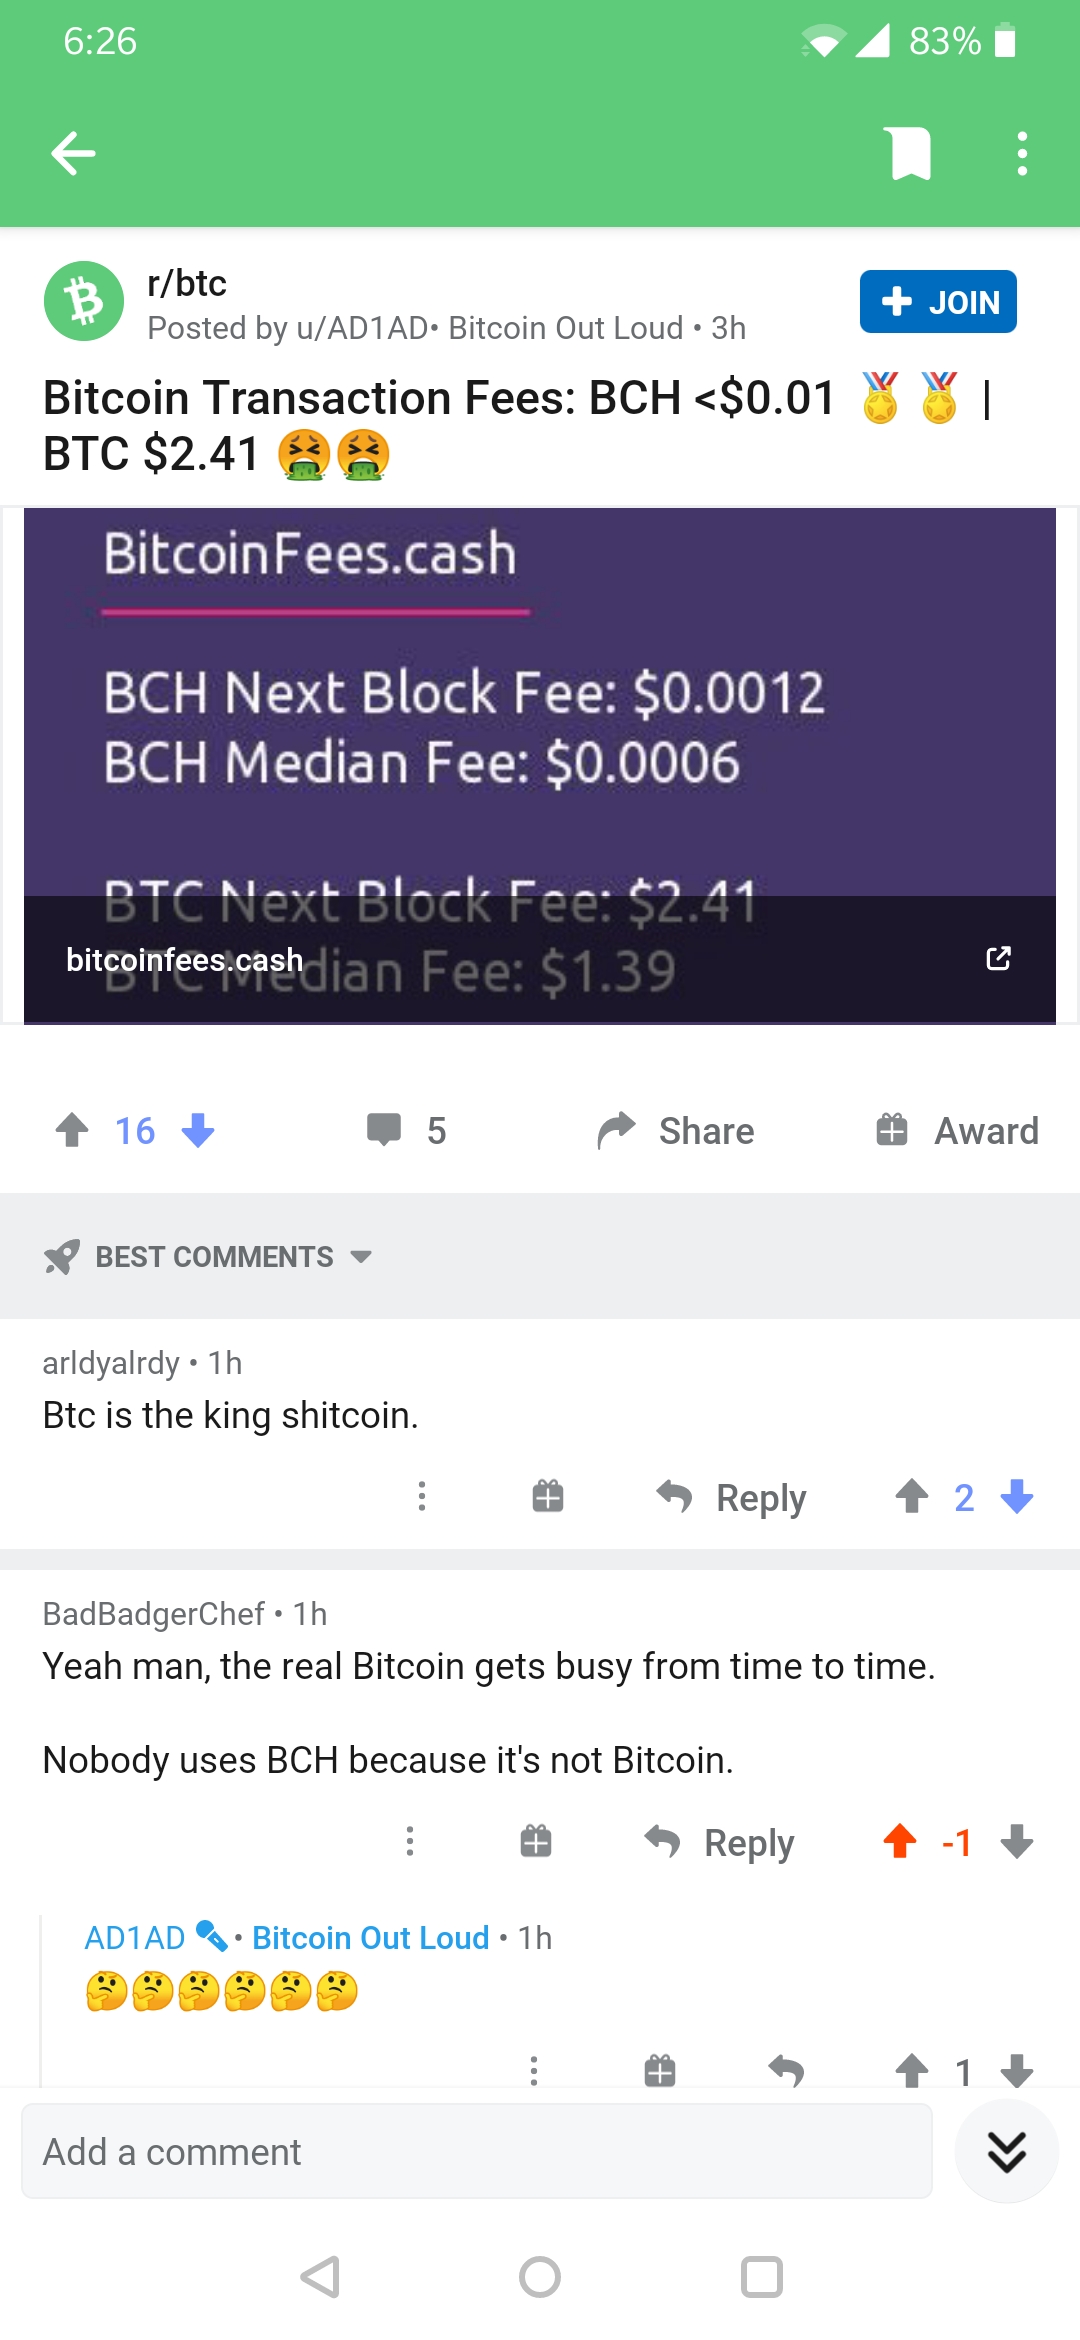 6:26
83%
r/btc
+ JOIN
Posted by u/AD1AD• Bitcoin Out Loud • 3h
Bitcoin Transaction Fees: BCH <$0.01 🏅 🏅 |
BTC $2.41 🤮🤮
BitcoinFees.cash
BCH Next Block Fee: $0.0012
BCH Median Fee: $0.0006
BTC Next Block Fee: $2.41
bitcoinfees.cash
BTC Median Fee: $1.39
16
5
Share
Award
BEST COMMENTS
arldyalrdy • 1h
Btc is the king shitcoin.
Reply
2
BadBadgerChef • 1h
Yeah man, the real Bitcoin gets busy from time to time.
Nobody uses BCH because it's not Bitcoin.
Reply
-1
AD1AD 🎤• Bitcoin Out Loud • 1h
🤔🤔🤔🤔🤔🤔
1
Add a comment